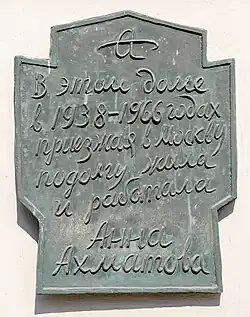 А
В этом доме
в 1938–1966 годах
приезжая в Москву
подолгу жила
и работала
Анна
Ахматова